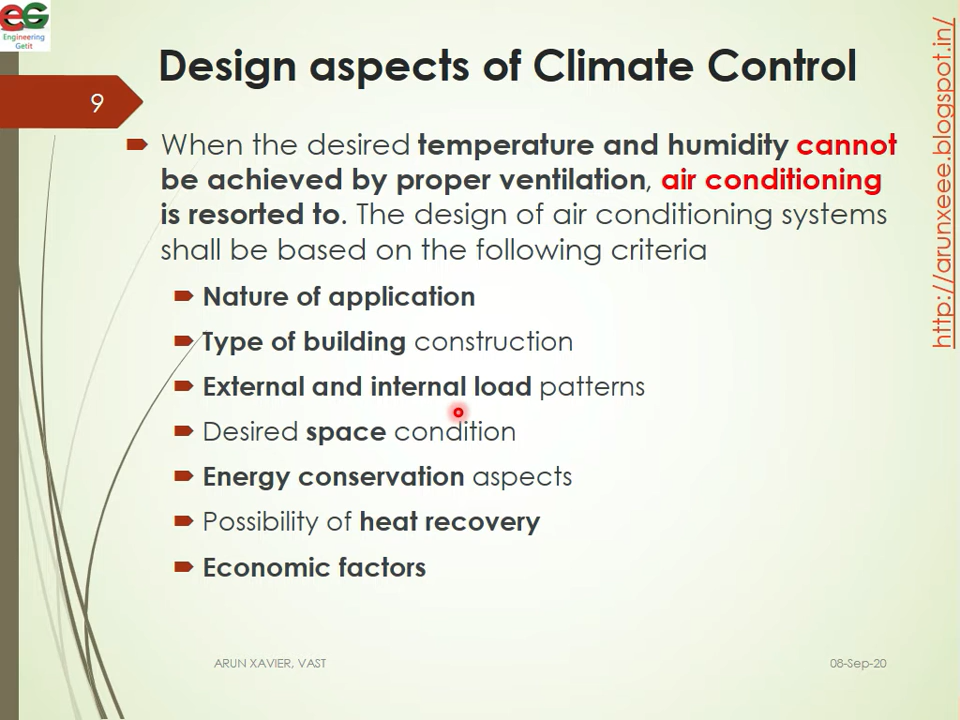 EG
Engineering
Getit
Design aspects of Climate Control
9
When the desired temperature and humidity cannot
be achieved by proper ventilation, air conditioning
is resorted to. The design of air conditioning systems
shall be based on the following criteria
Nature of application
Type of building construction
External and internal load patterns
Desired space condition
Energy conservation aspects
Possibility of heat recovery
Economic factors
ARUN XAVIER, VAST
08-Sep-20
http://arunxeee.blogspot.in/